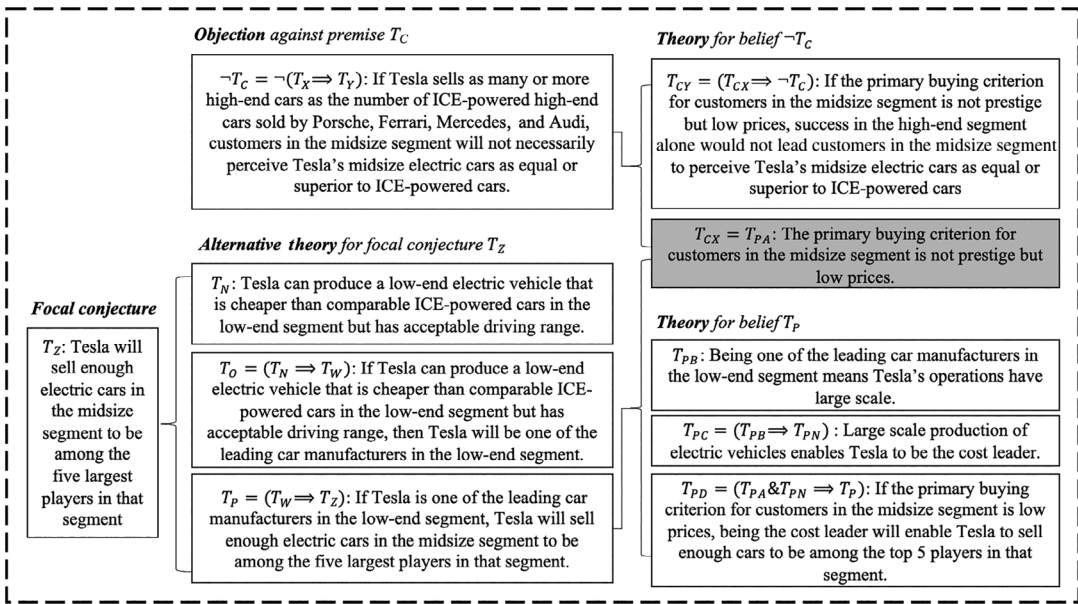 Objection against premise T_C
¬T_C = ¬(T_X ⟹ T_Y): If Tesla sells as many or more
high-end cars as the number of ICE-powered high-end
cars sold by Porsche, Ferrari, Mercedes, and Audi,
customers in the midsize segment will not necessarily
perceive Tesla's midsize electric cars as equal or
superior to ICE-powered cars.
Theory for belief ¬T_C
T_CY = (T_CX ⟹ ¬T_C): If the primary buying criterion
for customers in the midsize segment is not prestige
but low prices, success in the high-end segment
alone would not lead customers in the midsize segment
to perceive Tesla's midsize electric cars as equal or
superior to ICE-powered cars
T_CX = T_PA: The primary buying criterion for
customers in the midsize segment is not prestige but
low prices.
Focal conjecture
T_Z: Tesla will
sell enough
electric cars in
the midsize
segment to be
among the
five largest
players in that
segment
Alternative theory for focal conjecture T_Z
T_N: Tesla can produce a low-end electric vehicle that
is cheaper than comparable ICE-powered cars in the
low-end segment but has acceptable driving range.
T_O = (T_N ⟹ T_W): If Tesla can produce a low-end
electric vehicle that is cheaper than comparable ICE-
powered cars in the low-end segment but has
acceptable driving range, then Tesla will be one of the
leading car manufacturers in the low-end segment.
T_P = (T_W ⟹ T_Z): If Tesla is one of the leading car
manufacturers in the low-end segment, Tesla will sell
enough electric cars in the midsize segment to be
among the five largest players in that segment.
Theory for belief T_P
T_PB: Being one of the leading car manufacturers in
the low-end segment means Tesla's operations have
large scale.
T_PC = (T_PB ⟹ T_PN) : Large scale production of
electric vehicles enables Tesla to be the cost leader.
T_PD = (T_PA&T_PN ⟹ T_P): If the primary buying
criterion for customers in the midsize segment is low
prices, being the cost leader will enable Tesla to sell
enough cars to be among the top 5 players in that
segment.